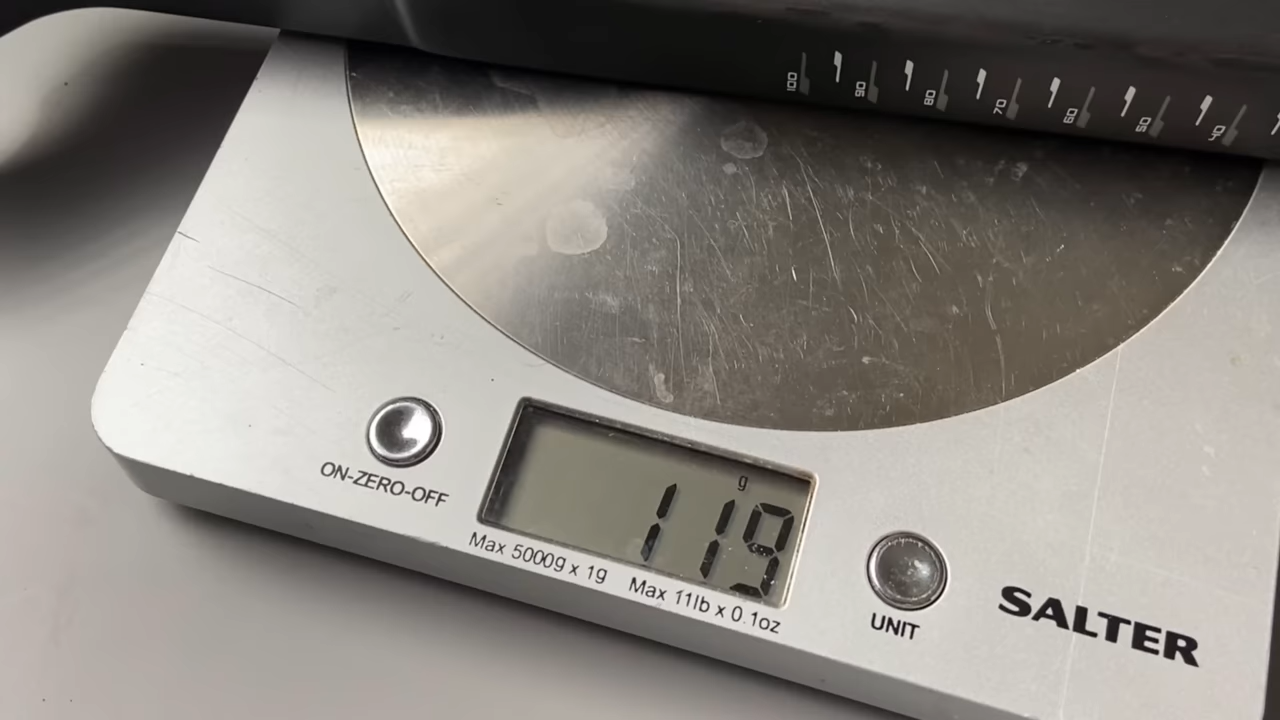 100 90 80 70 60 50 40
g
119
ON-ZERO-OFF
Max 5000g x 1g Max 11lb x 0.1oz
UNIT
SALTER